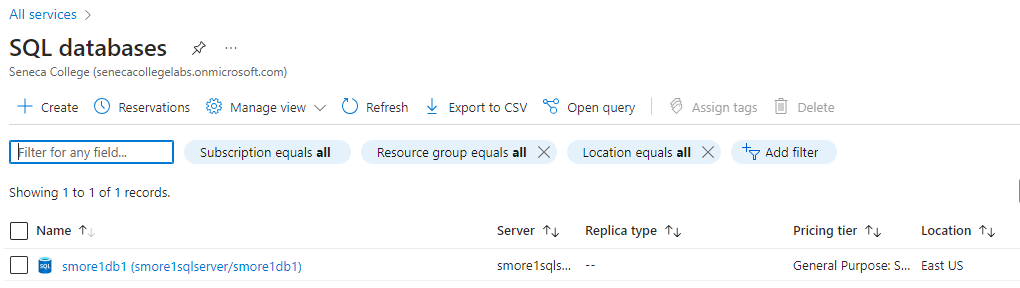 All services >
SQL databases ...
Seneca College (senecacollegelabs.onmicrosoft.com)
+ Create Reservations Manage view Refresh Export to CSV Open query Assign tags Delete
Filter for any field... Subscription equals all Resource group equals all Location equals all Add filter
Showing 1 to 1 of 1 records.
Name Server Replica type Pricing tier Location
SQL smore1db1 (smore1sqlserver/smore1db1) smore1sqls... -- General Purpose: S... East US